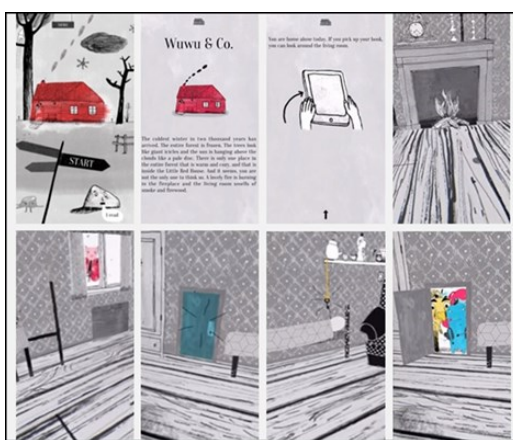 START
I read
Wuwu & Co.
The coldest winter in two thousand years has
arrived. The entire forest is frozen. The trees look
like giant icicles and the sun is hanging above the
clouds like a pale disc. There is only one place in
the entire forest that is warm and cozy, and that is
inside the Little Red House. And it seems, you are
not the only one to think so. A lovely fire is burning
in the fireplace and the living room smells of
smoke and firewood.
You are home alone today. If you pick up your book,
you can look around the living room.